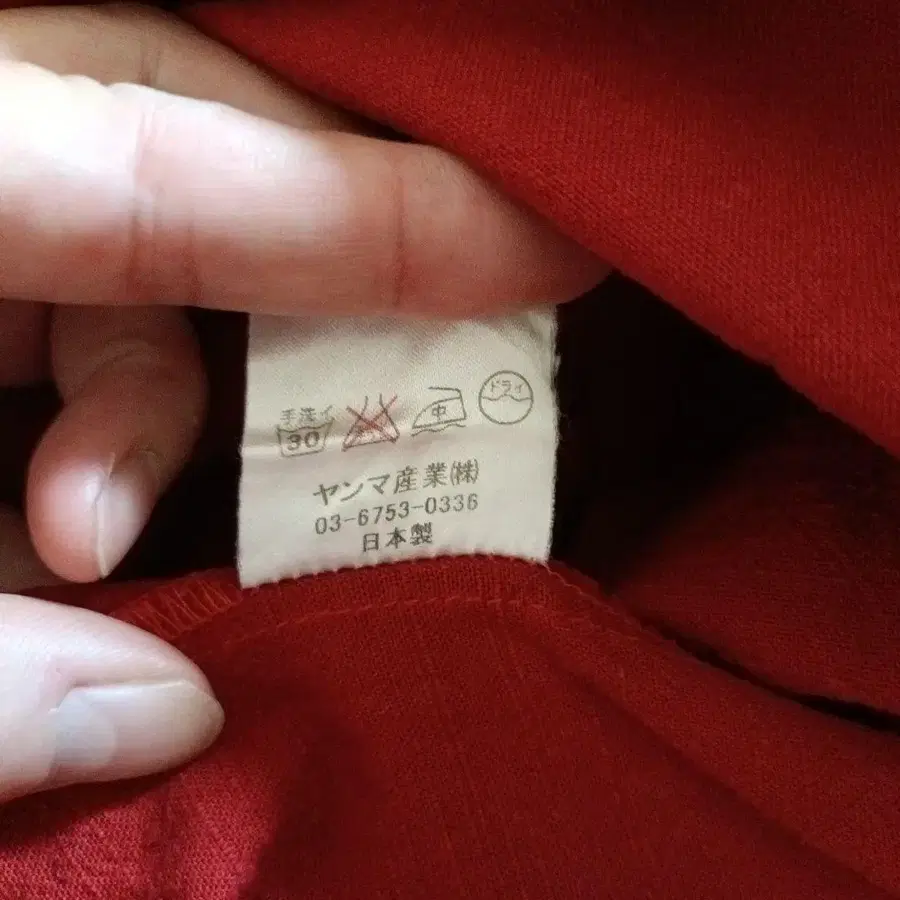 手洗イ 30 中 ドライ
ヤンマ産業㈱
03-6753-0336
日本製